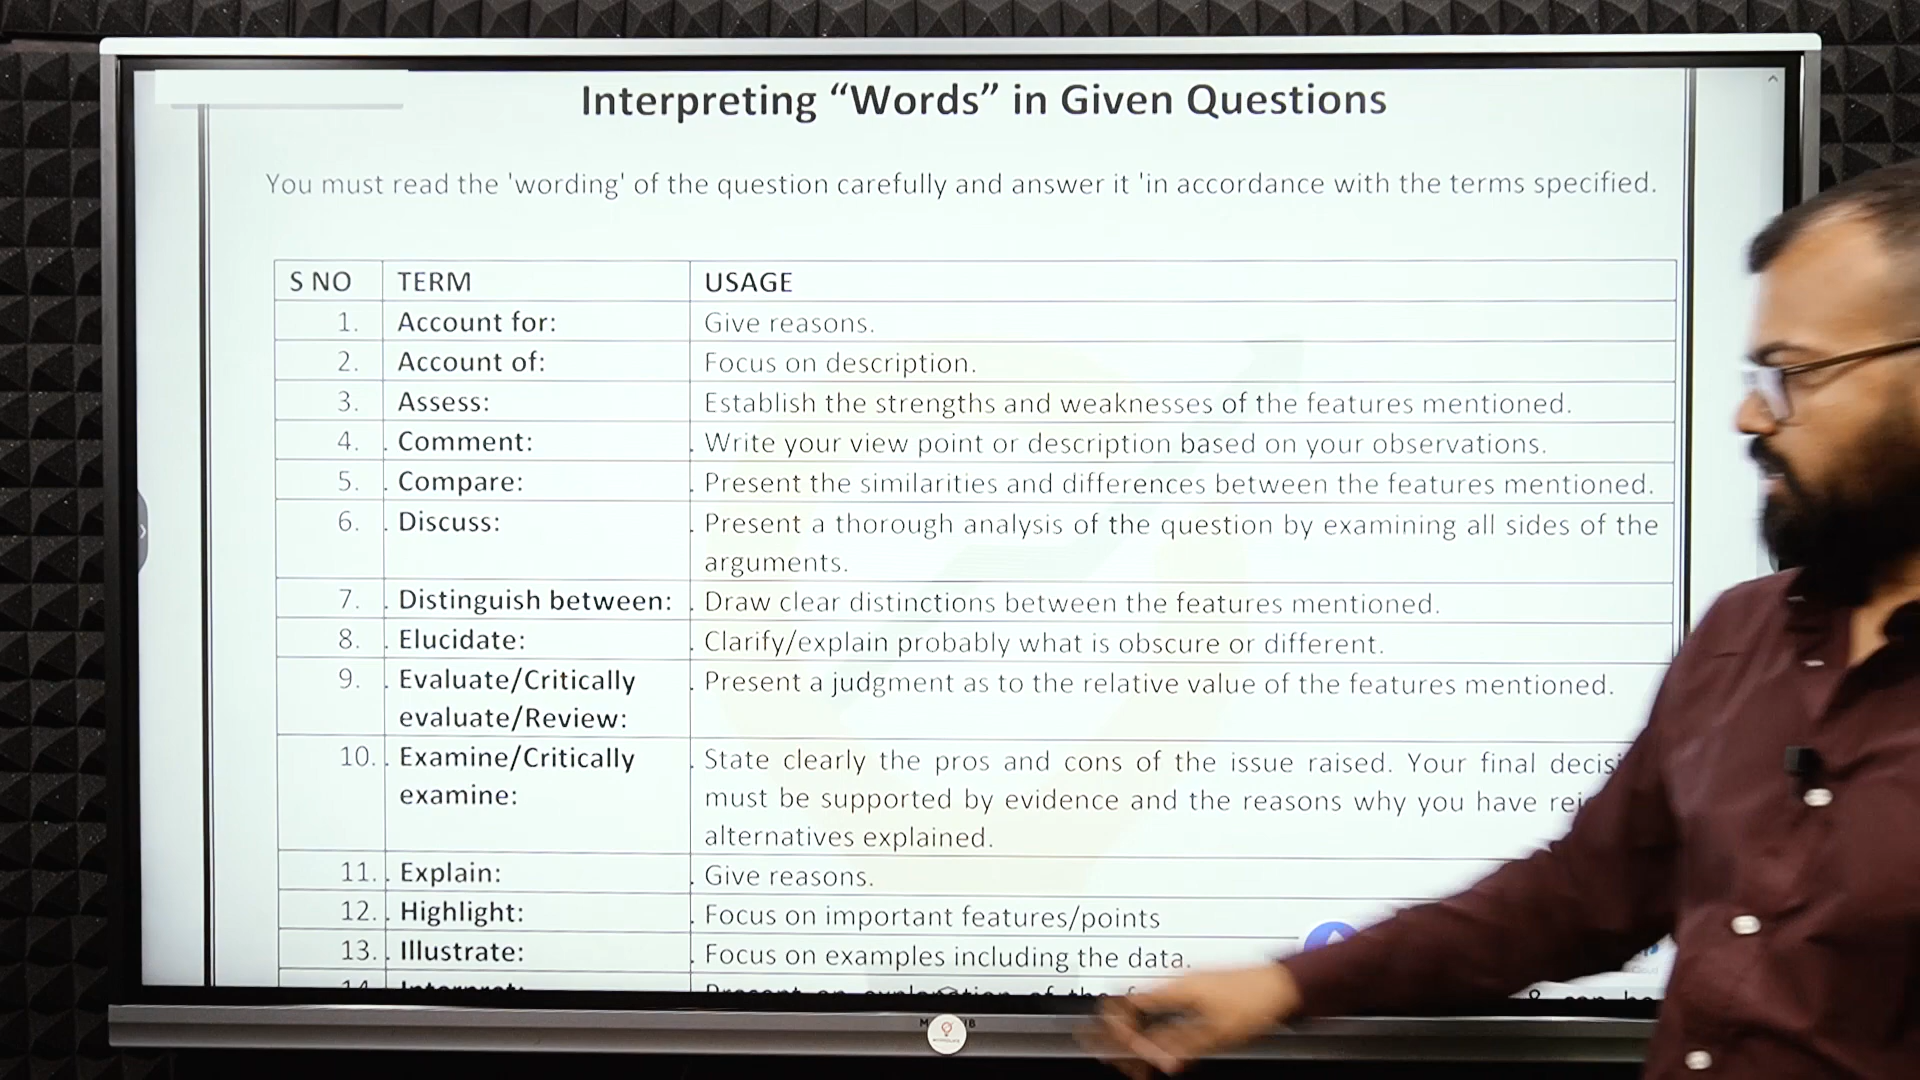 Interpreting “Words” in Given Questions
You must read the 'wording' of the question carefully and answer it 'in accordance with the terms specified.
S NO TERM USAGE
1. Account for: Give reasons.
2. Account of: Focus on description.
3. Assess: Establish the strengths and weaknesses of the features mentioned.
4. . Comment: . Write your view point or description based on your observations.
5. . Compare: . Present the similarities and differences between the features mentioned.
6. . Discuss: . Present a thorough analysis of the question by examining all sides of the
arguments.
7. . Distinguish between: . Draw clear distinctions between the features mentioned.
8. . Elucidate: . Clarify/explain probably what is obscure or different.
9. . Evaluate/Critically . Present a judgment as to the relative value of the features mentioned.
evaluate/Review:
10. . Examine/Critically . State clearly the pros and cons of the issue raised. Your final
examine: must be supported by evidence and the reasons why you have
alternatives explained.
11. . Explain: . Give reasons.
12. . Highlight: . Focus on important features/points
13. . Illustrate: . Focus on examples including the data.